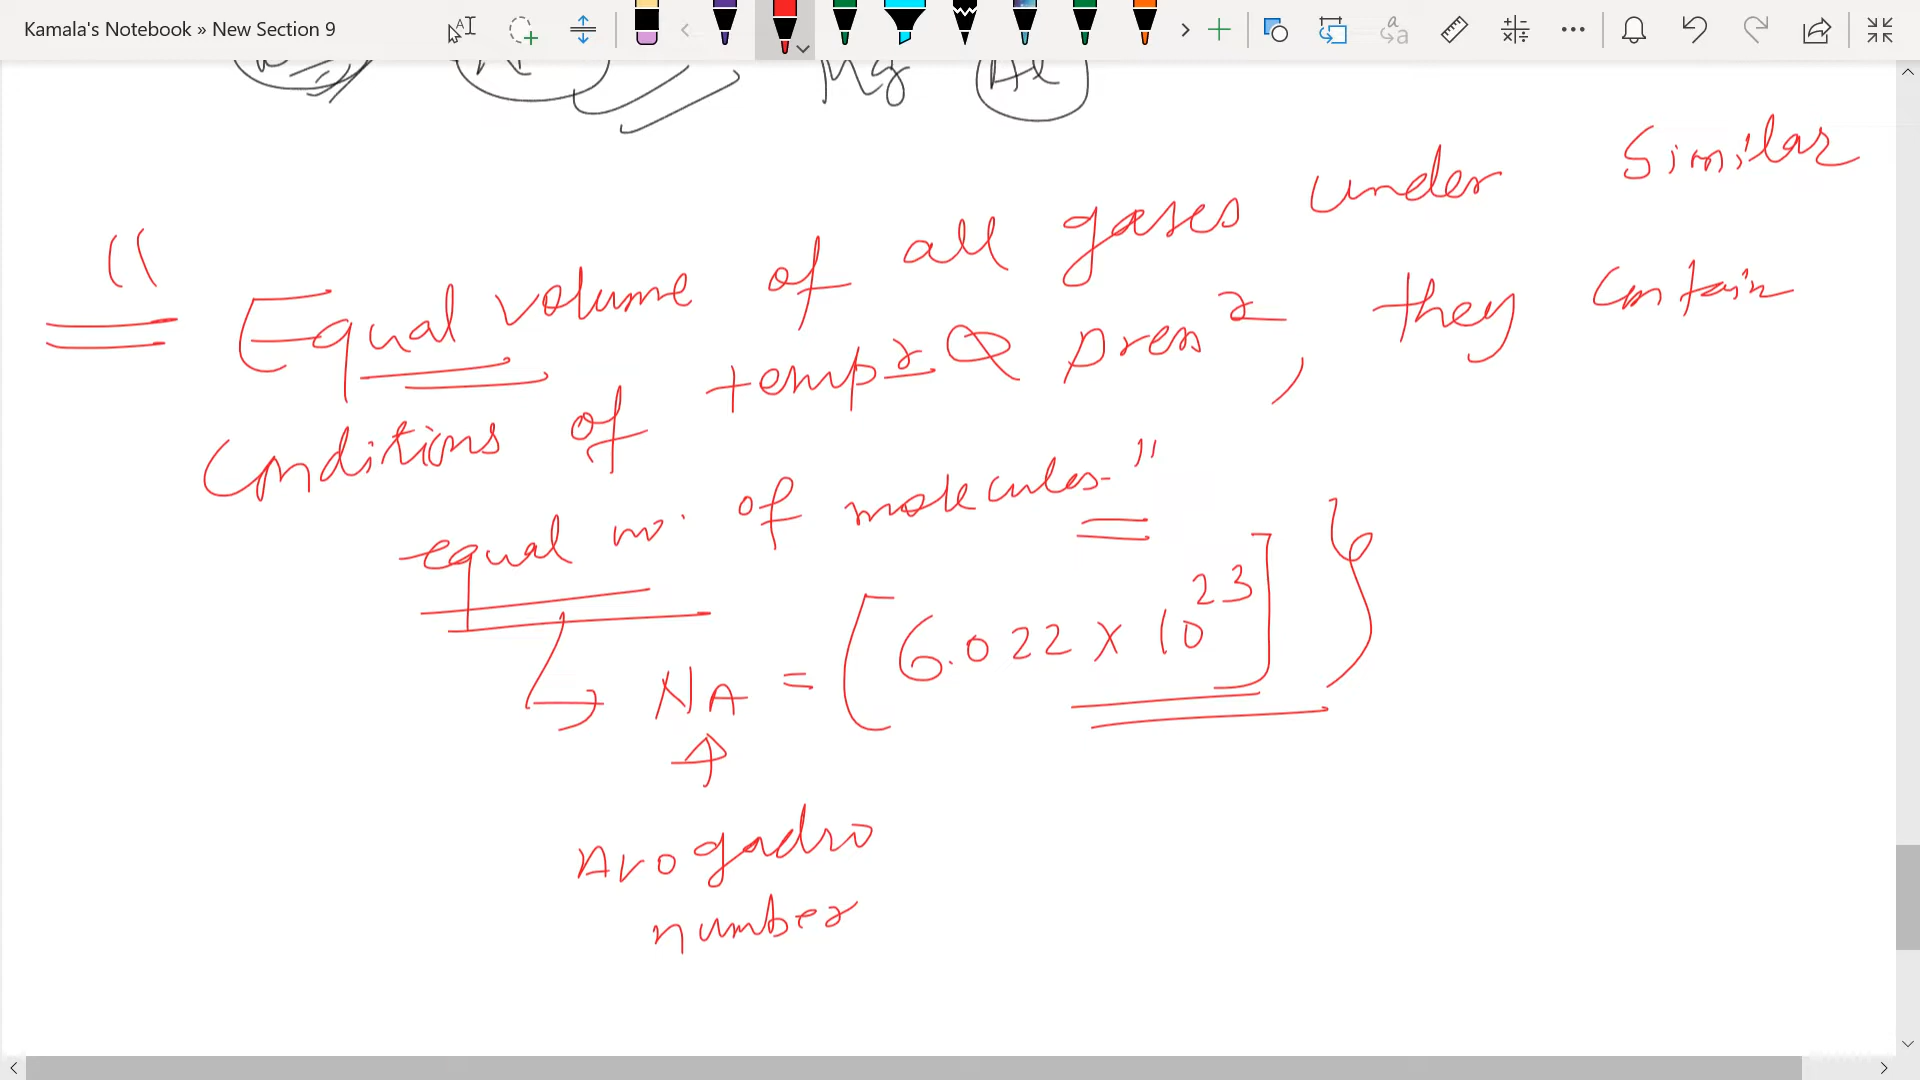 Kamala's Notebook » New Section 9
Mg Al
" Equal volume of all gases under similar
conditions of temp r & press r, they contain
equal no. of molecules."
NA = [6.022 X 10^23]
Avogadro
number